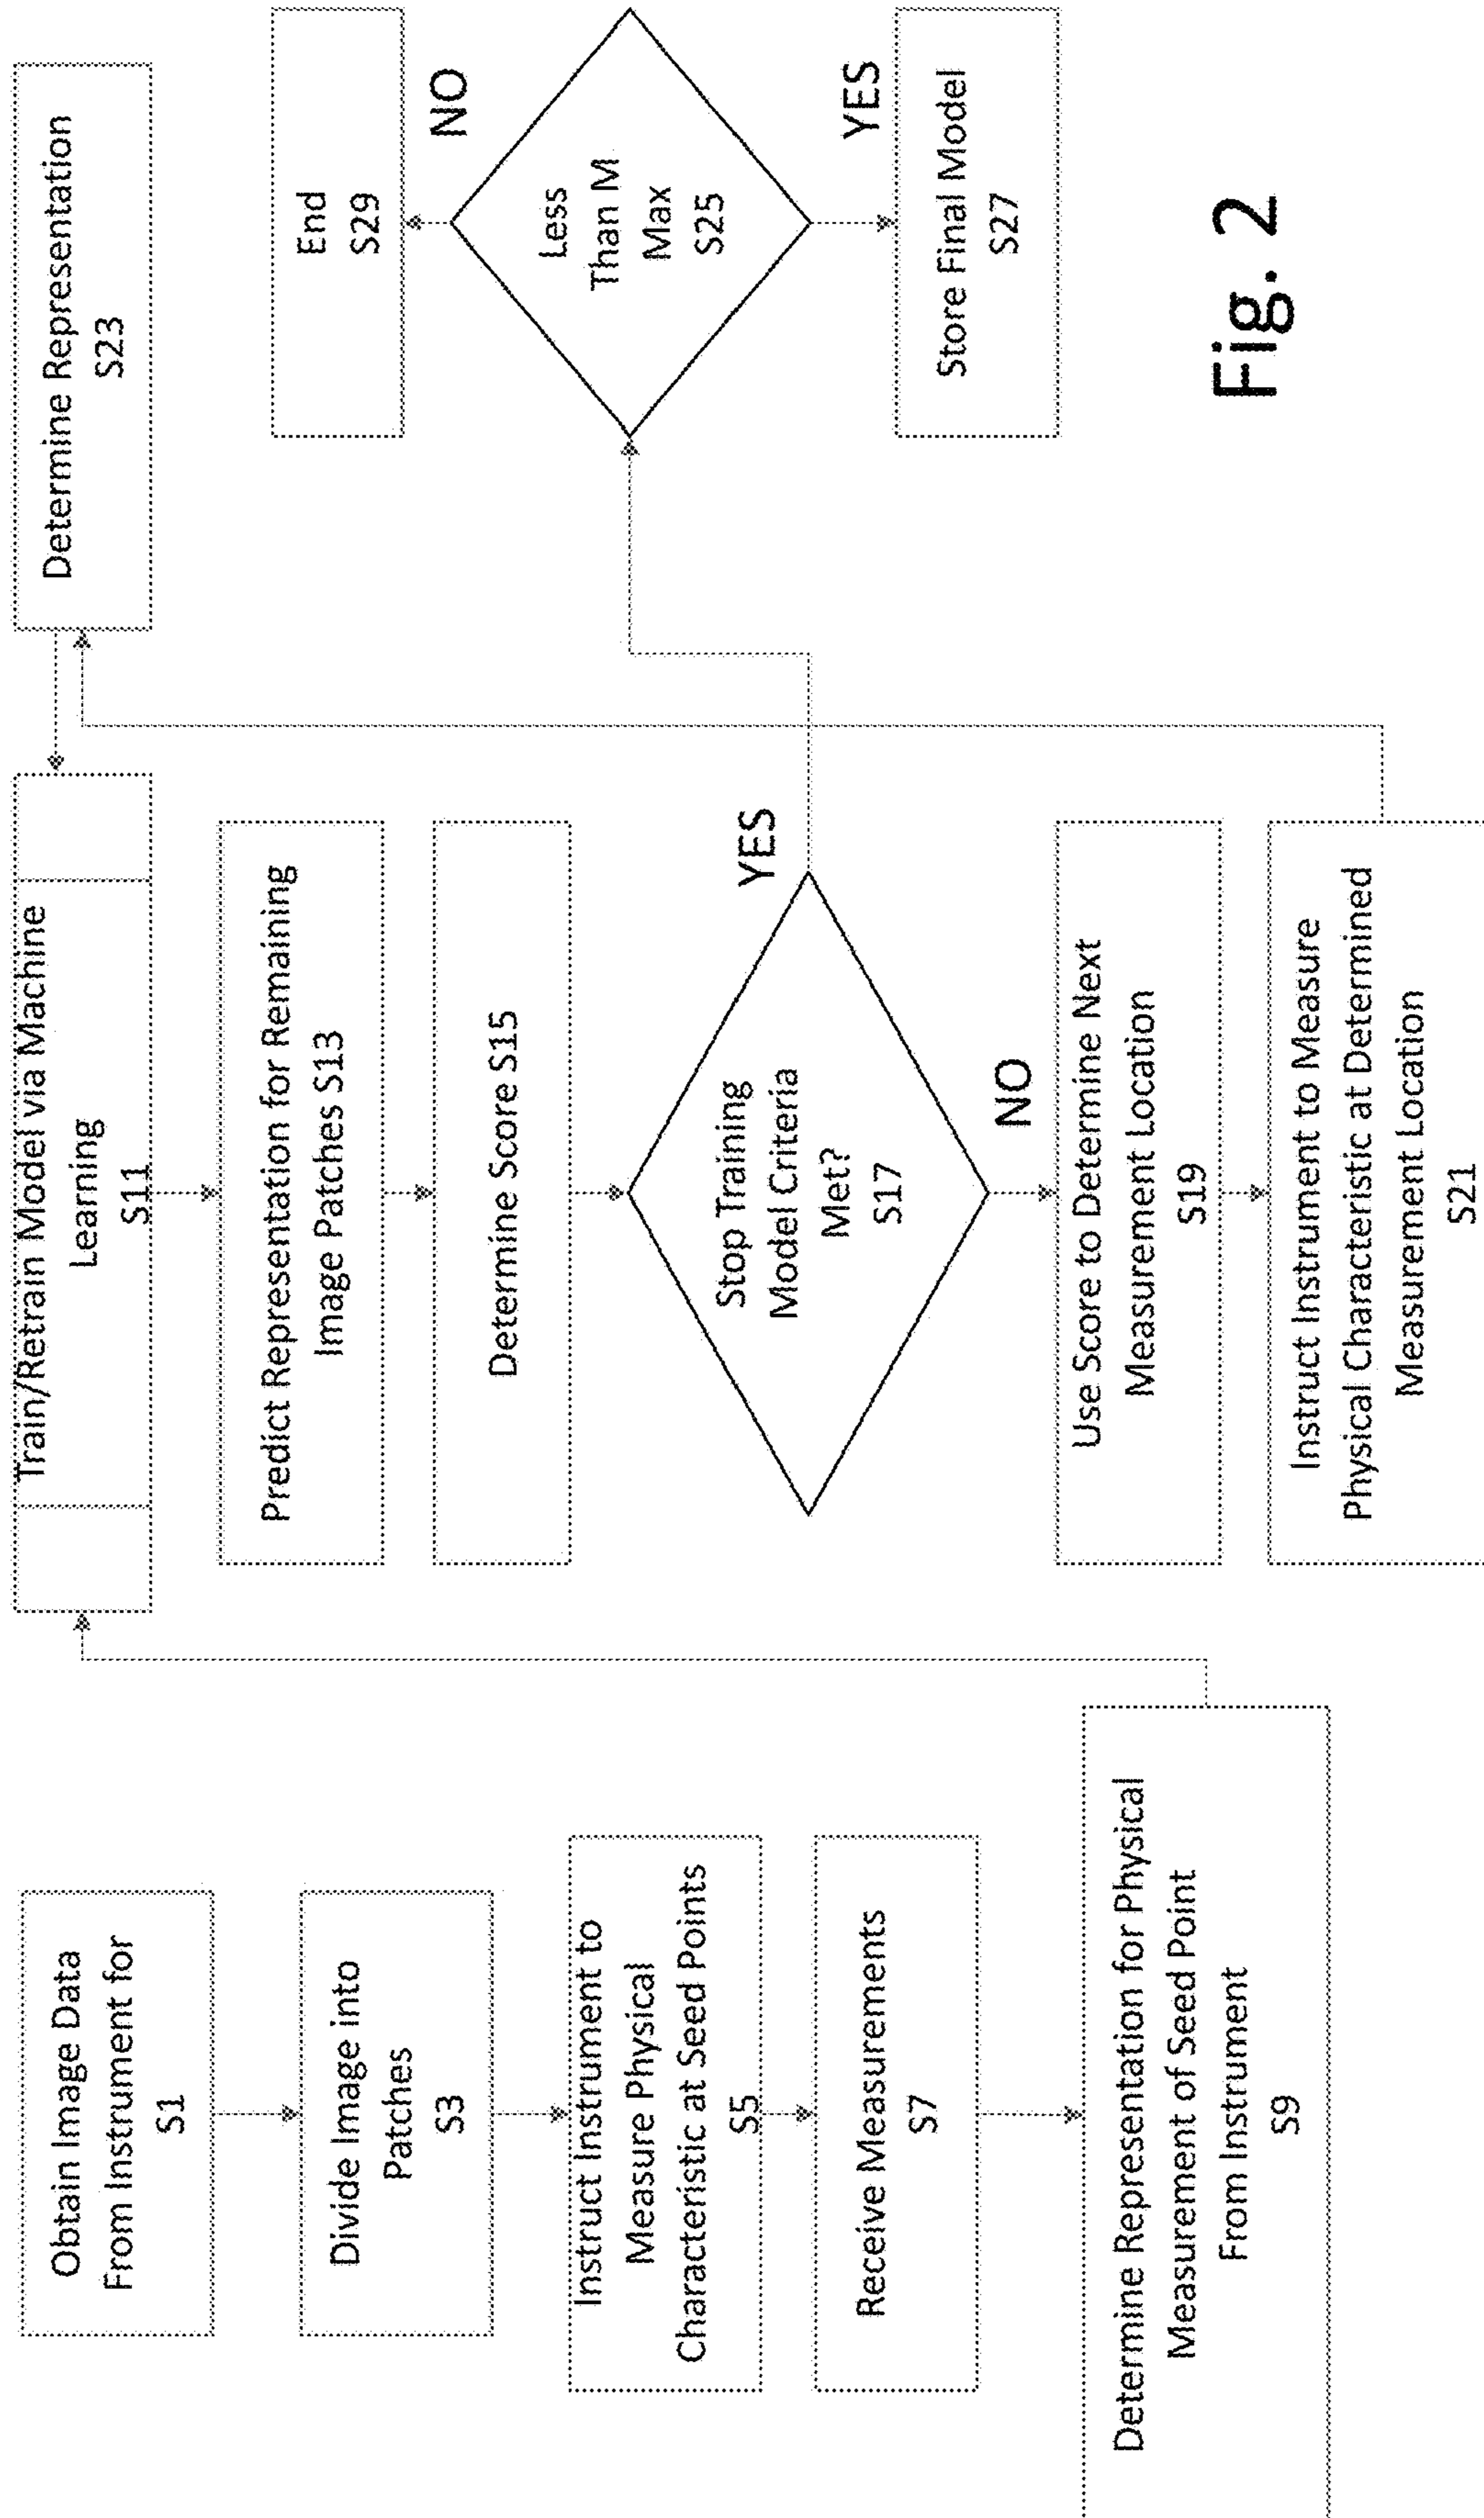 Obtain Image Data
From Instrument for
S1
Divide Image into
Patches
S3
Instruct Instrument to
Measure Physical
Characteristic at Seed Points
S5
Receive Measurements
S7
Determine Representation for Physical
Measurement of Seed Point
From Instrument
S9
Train/Retrain Model via Machine
Learning
S11
Predict Representation for Remaining
Image Patches S13
Determine Score S15
Stop Training
Model Criteria
Met?
S17
YES
NO
Use Score to Determine Next
Measurement Location
S19
Instruct Instrument to Measure
Physical Characteristic at Determined
Measurement Location
S21
Determine Representation
S23
End
S29
NO
Less
Than M
Max
S25
YES
Store Final Model
S27
Fig. 2